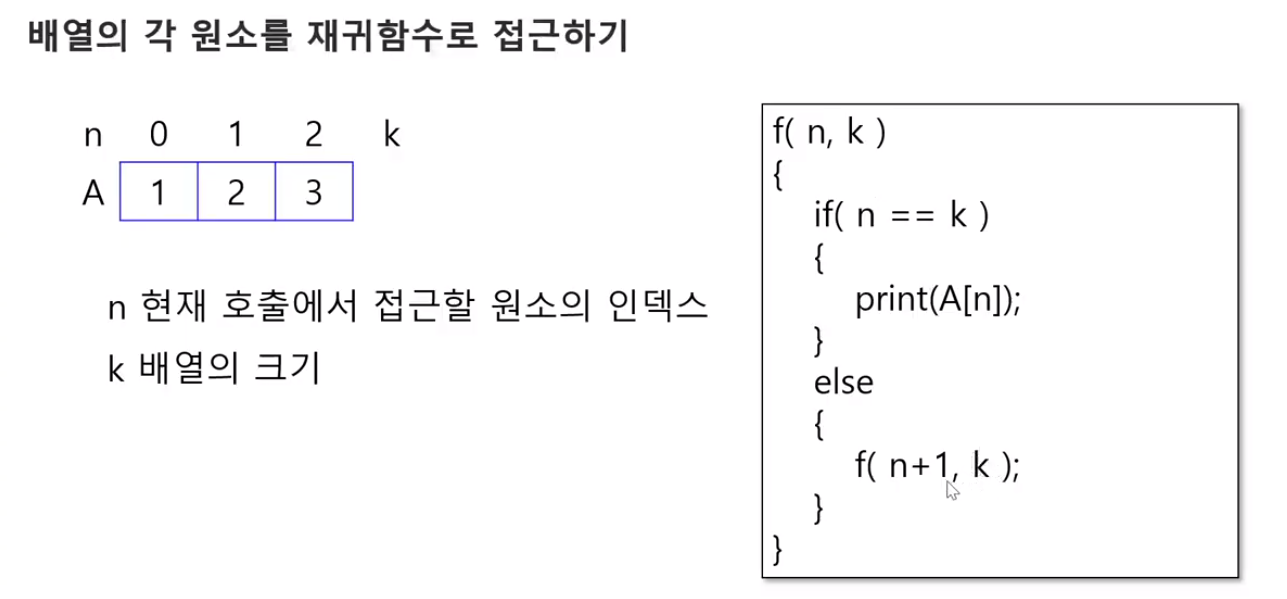 배열의 각 원소를 재귀함수로 접근하기
n 0 1 2 k
A 1 2 3
n 현재 호출에서 접근할 원소의 인덱스
k 배열의 크기
f( n, k )
{
if( n == k )
{
print(A[n]);
}
else
{
f( n+1, k );
}
}